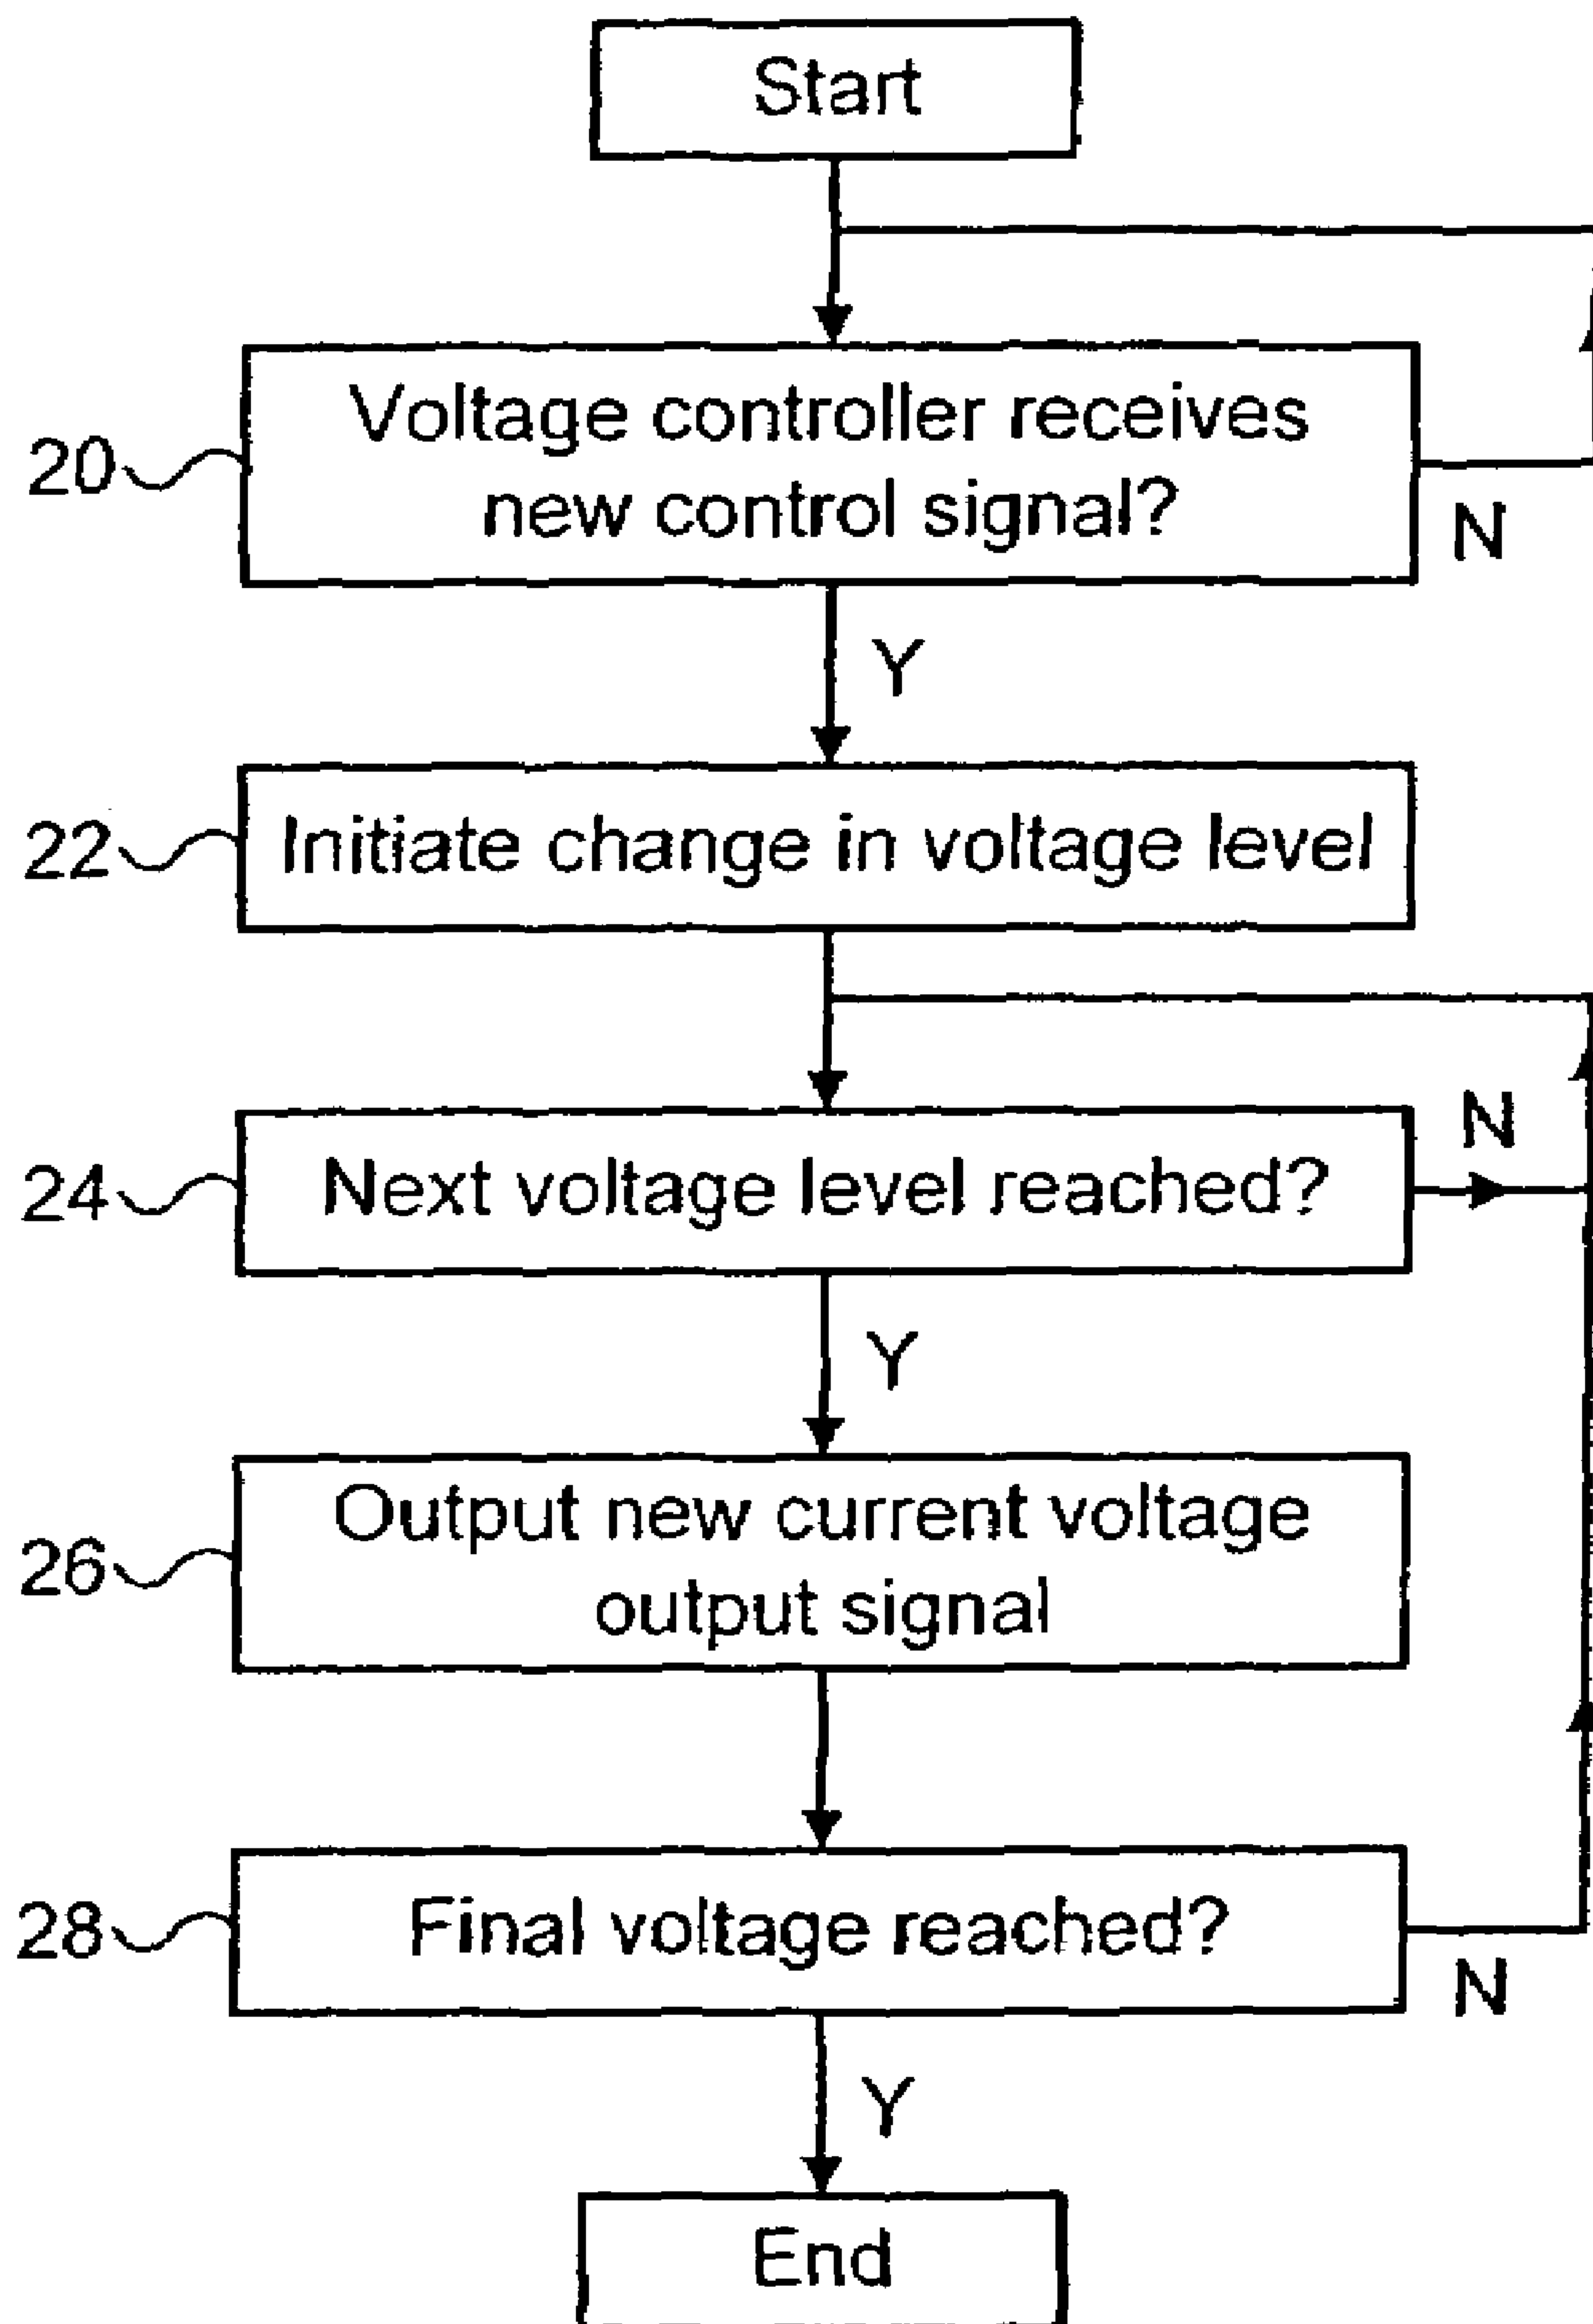 Start
20
Voltage controller receives
new control signal?
N
Y
22
Initiate change in voltage level
N
24
Next voltage level reached?
Y
26
Output new current voltage
output signal
28
Final voltage reached?
N
Y
End